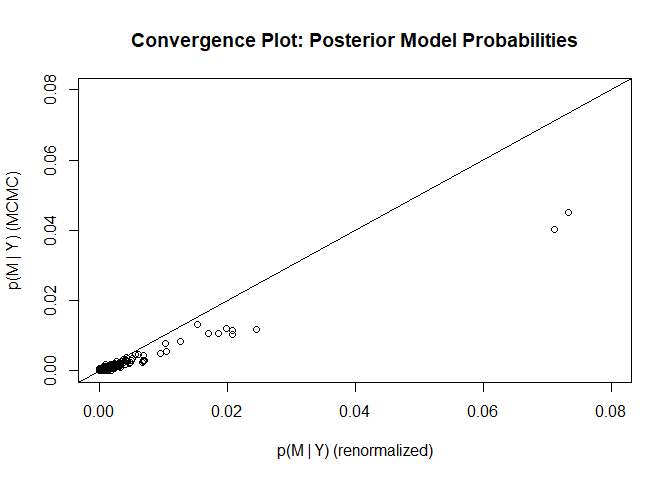 Convergence Plot: Posterior Model Probabilities
p(M | Y) (MCMC)
0.08
0.06
0.04
0.02
0.00
0.00 0.02 0.04 0.06 0.08
p(M | Y) (renormalized)